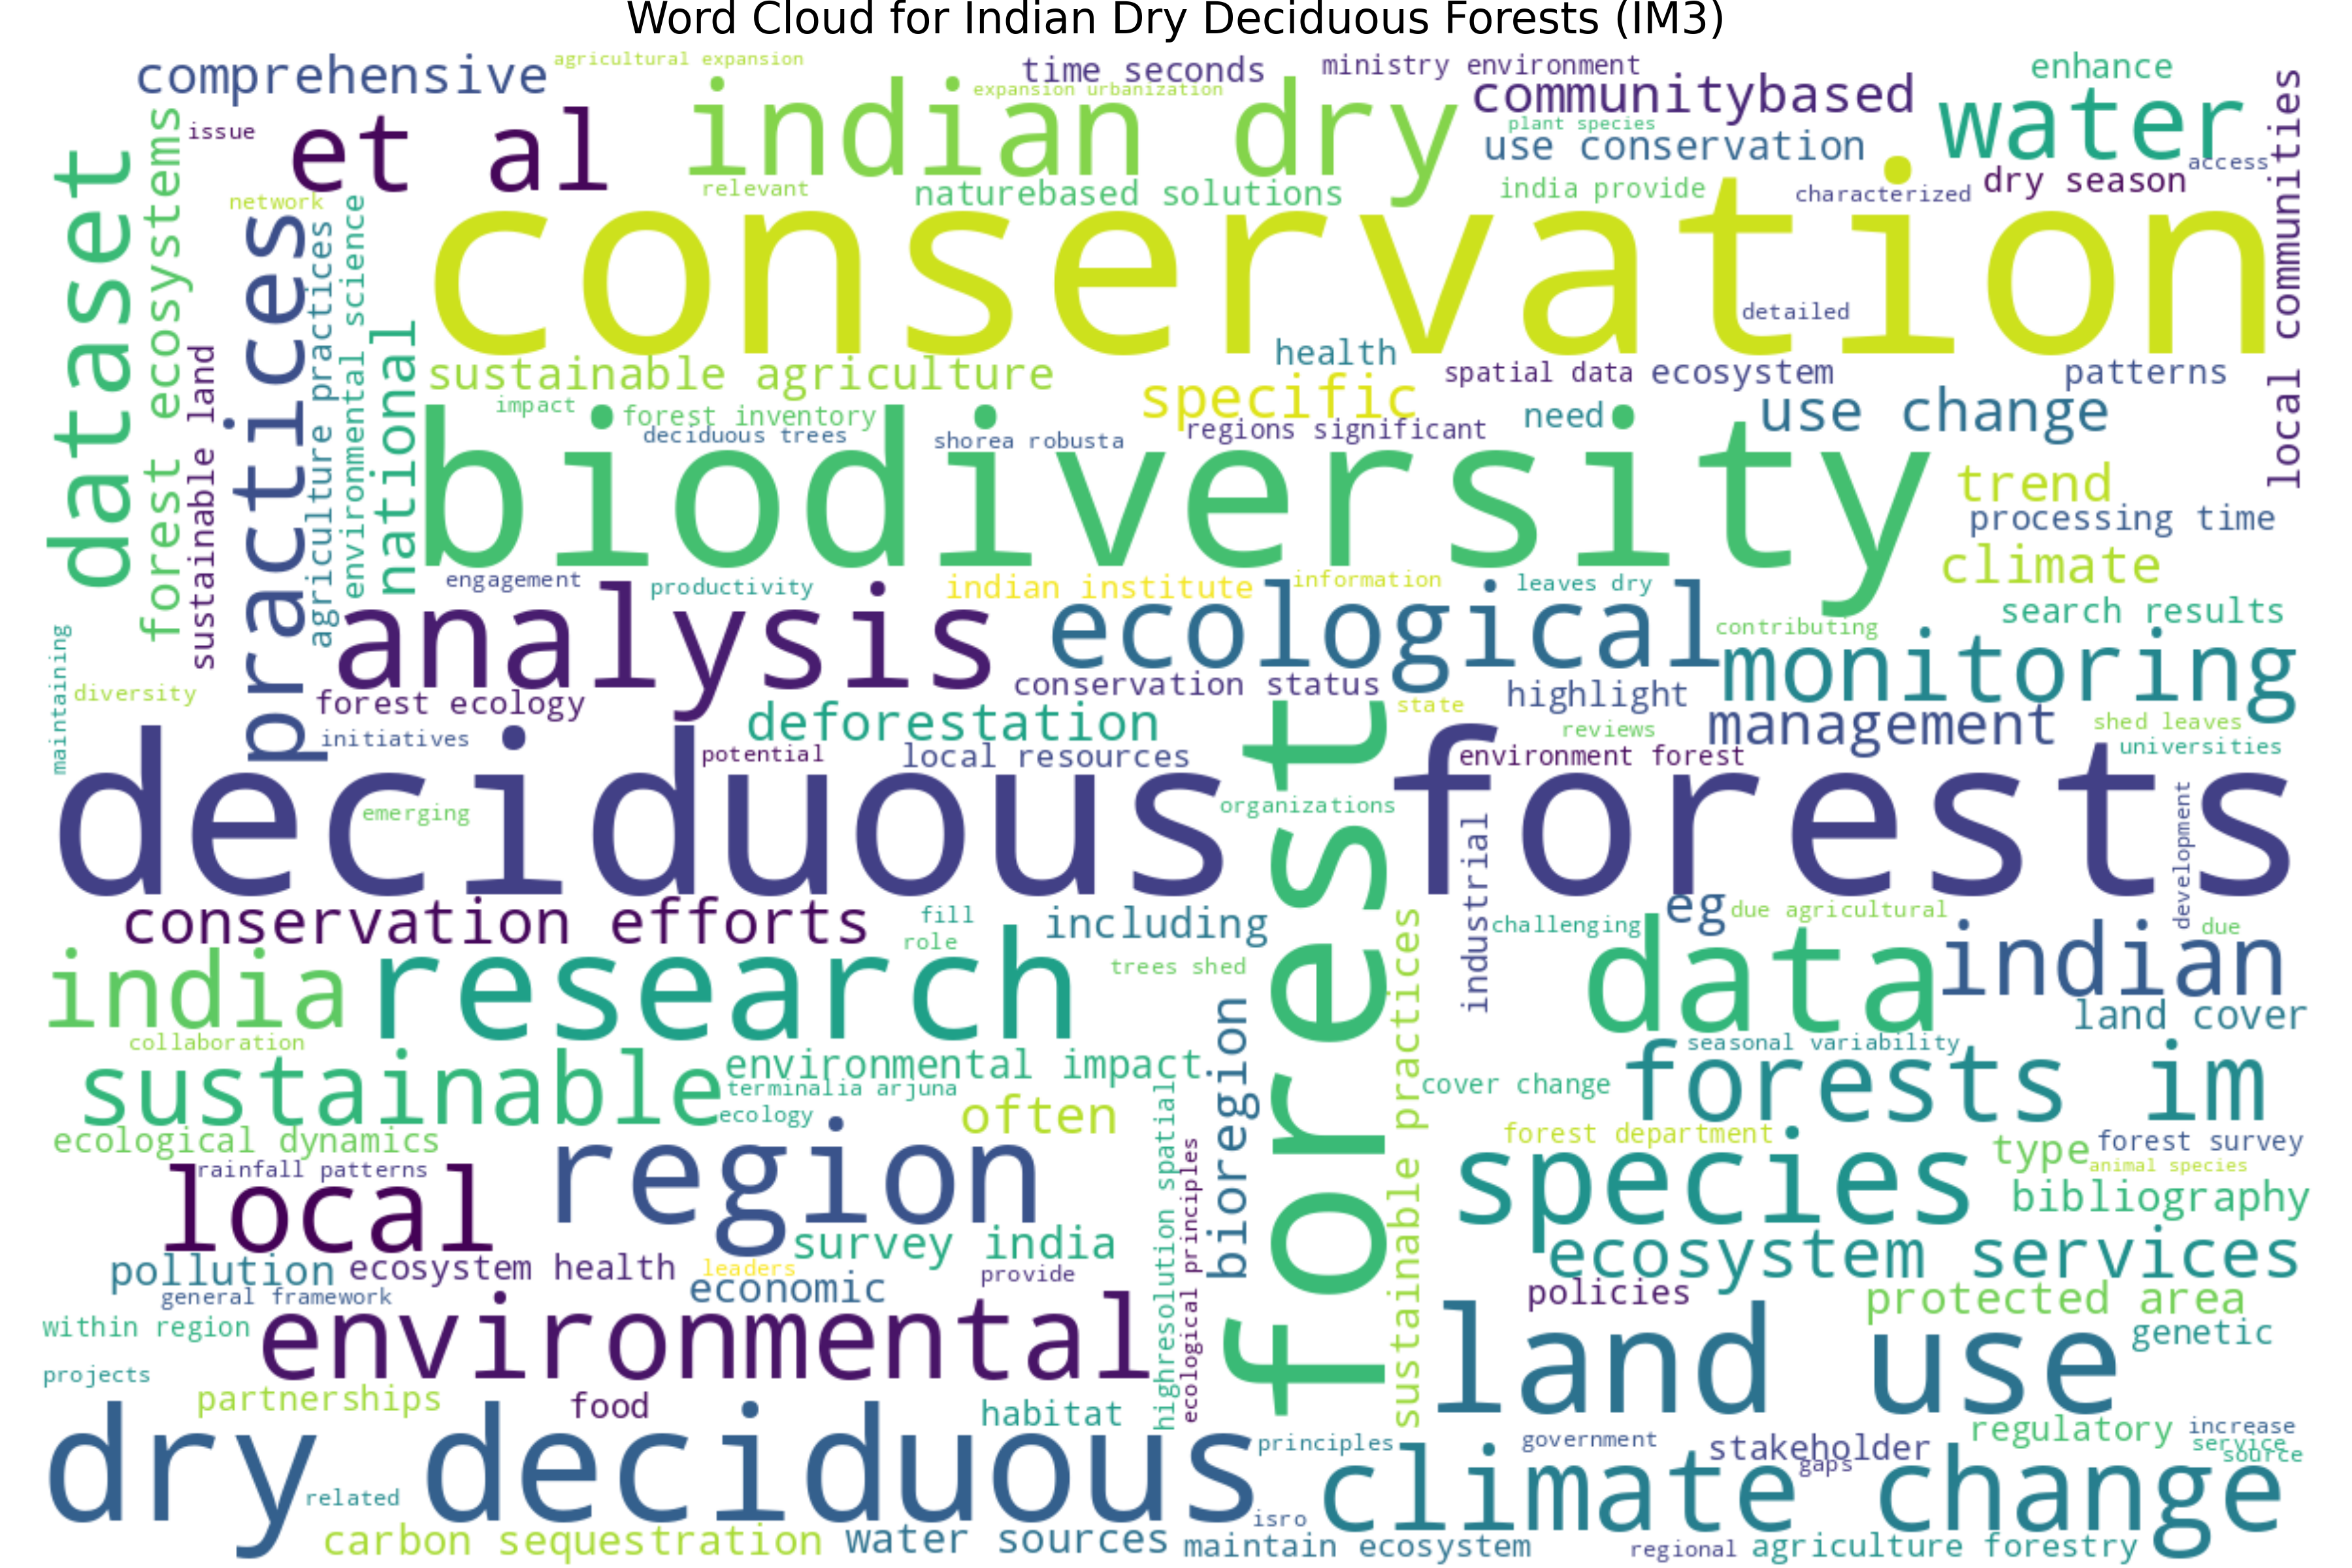 Word Cloud for Indian Dry Deciduous Forests (IM3)
comprehensive
agricultural expansion
time seconds
ministry environment
enhance
expansion urbanization
communitybased
indian dry
water
issue
et al
plant species
use conservation
access
relevant
naturebased solutions
india provide
characterized
dry season
local communities
dataset
forest ecosystems
network
practices
agriculture practices
environmental science
sustainable land
national
conservation
detailed
health
sustainable agriculture
specific
spatial data
ecosystem
patterns
impact
forest inventory
need
use change
deciduous trees
shorea robusta
regions significant
biodiversity
trend
processing time
climate
engagement
productivity
indian institute
information
leaves dry
search results
analysis
ecological
contributing
monitoring
maintaining
diversity
forest ecology
conservation status
highlight
state
deforestation
reviews
management
shed leaves
initiatives
potential
local resources
environment forest
universities
deciduous forests
emerging
organizations
forest
industrial
development
conservation efforts
fill
including
eg
due agricultural
role
challenging
due
india
research
trees shed
data
indian
bioregion
sustainable practices
land cover
collaboration
seasonal variability
sustainable
environmental impact
forests im
terminalia arjuna
cover change
ecology
often
ecological dynamics
forest department
type
forest survey
rainfall patterns
region
highresolution spatial
ecological principles
species
animal species
bibliography
local
survey india
ecosystem services
pollution
ecosystem health
leaders
provide
economic
general framework
policies
protected area
within region
environmental
land use
genetic
projects
partnerships
food
habitat
regulatory
increase
dry deciduous
principles
government
stakeholder
service
source
gaps
climate change
related
isro
carbon sequestration
water sources
maintain ecosystem
regional
agriculture forestry